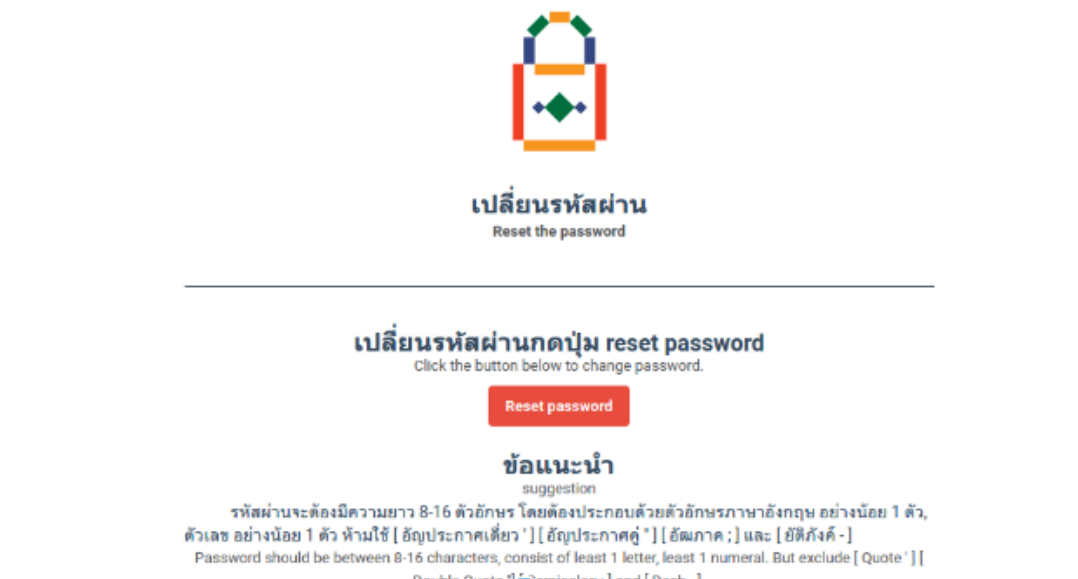 เปลี่ยนรหัสผ่าน
Reset the password
เปลี่ยนรหัสผ่านกดปุ่ม reset password
Click the button below to change password.
Reset password
ข้อแนะนำ
suggestion
รหัสผ่านจะต้องมีความยาว 8-16 ตัวอักษร โดยต้องประกอบด้วยตัวอักษรภาษาอังกฤษ อย่างน้อย 1 ตัว,
ตัวเลข อย่างน้อย 1 ตัว ห้ามใช้ [ อัญประกาศเดี่ยว ' ] [ อัญประกาศคู่ " ] [ อัฒภาค ; ] และ [ ยัติภังค์ - ]
Password should be between 8-16 characters, consist of least 1 letter, least 1 numeral. But exclude [ Quote ' ] [